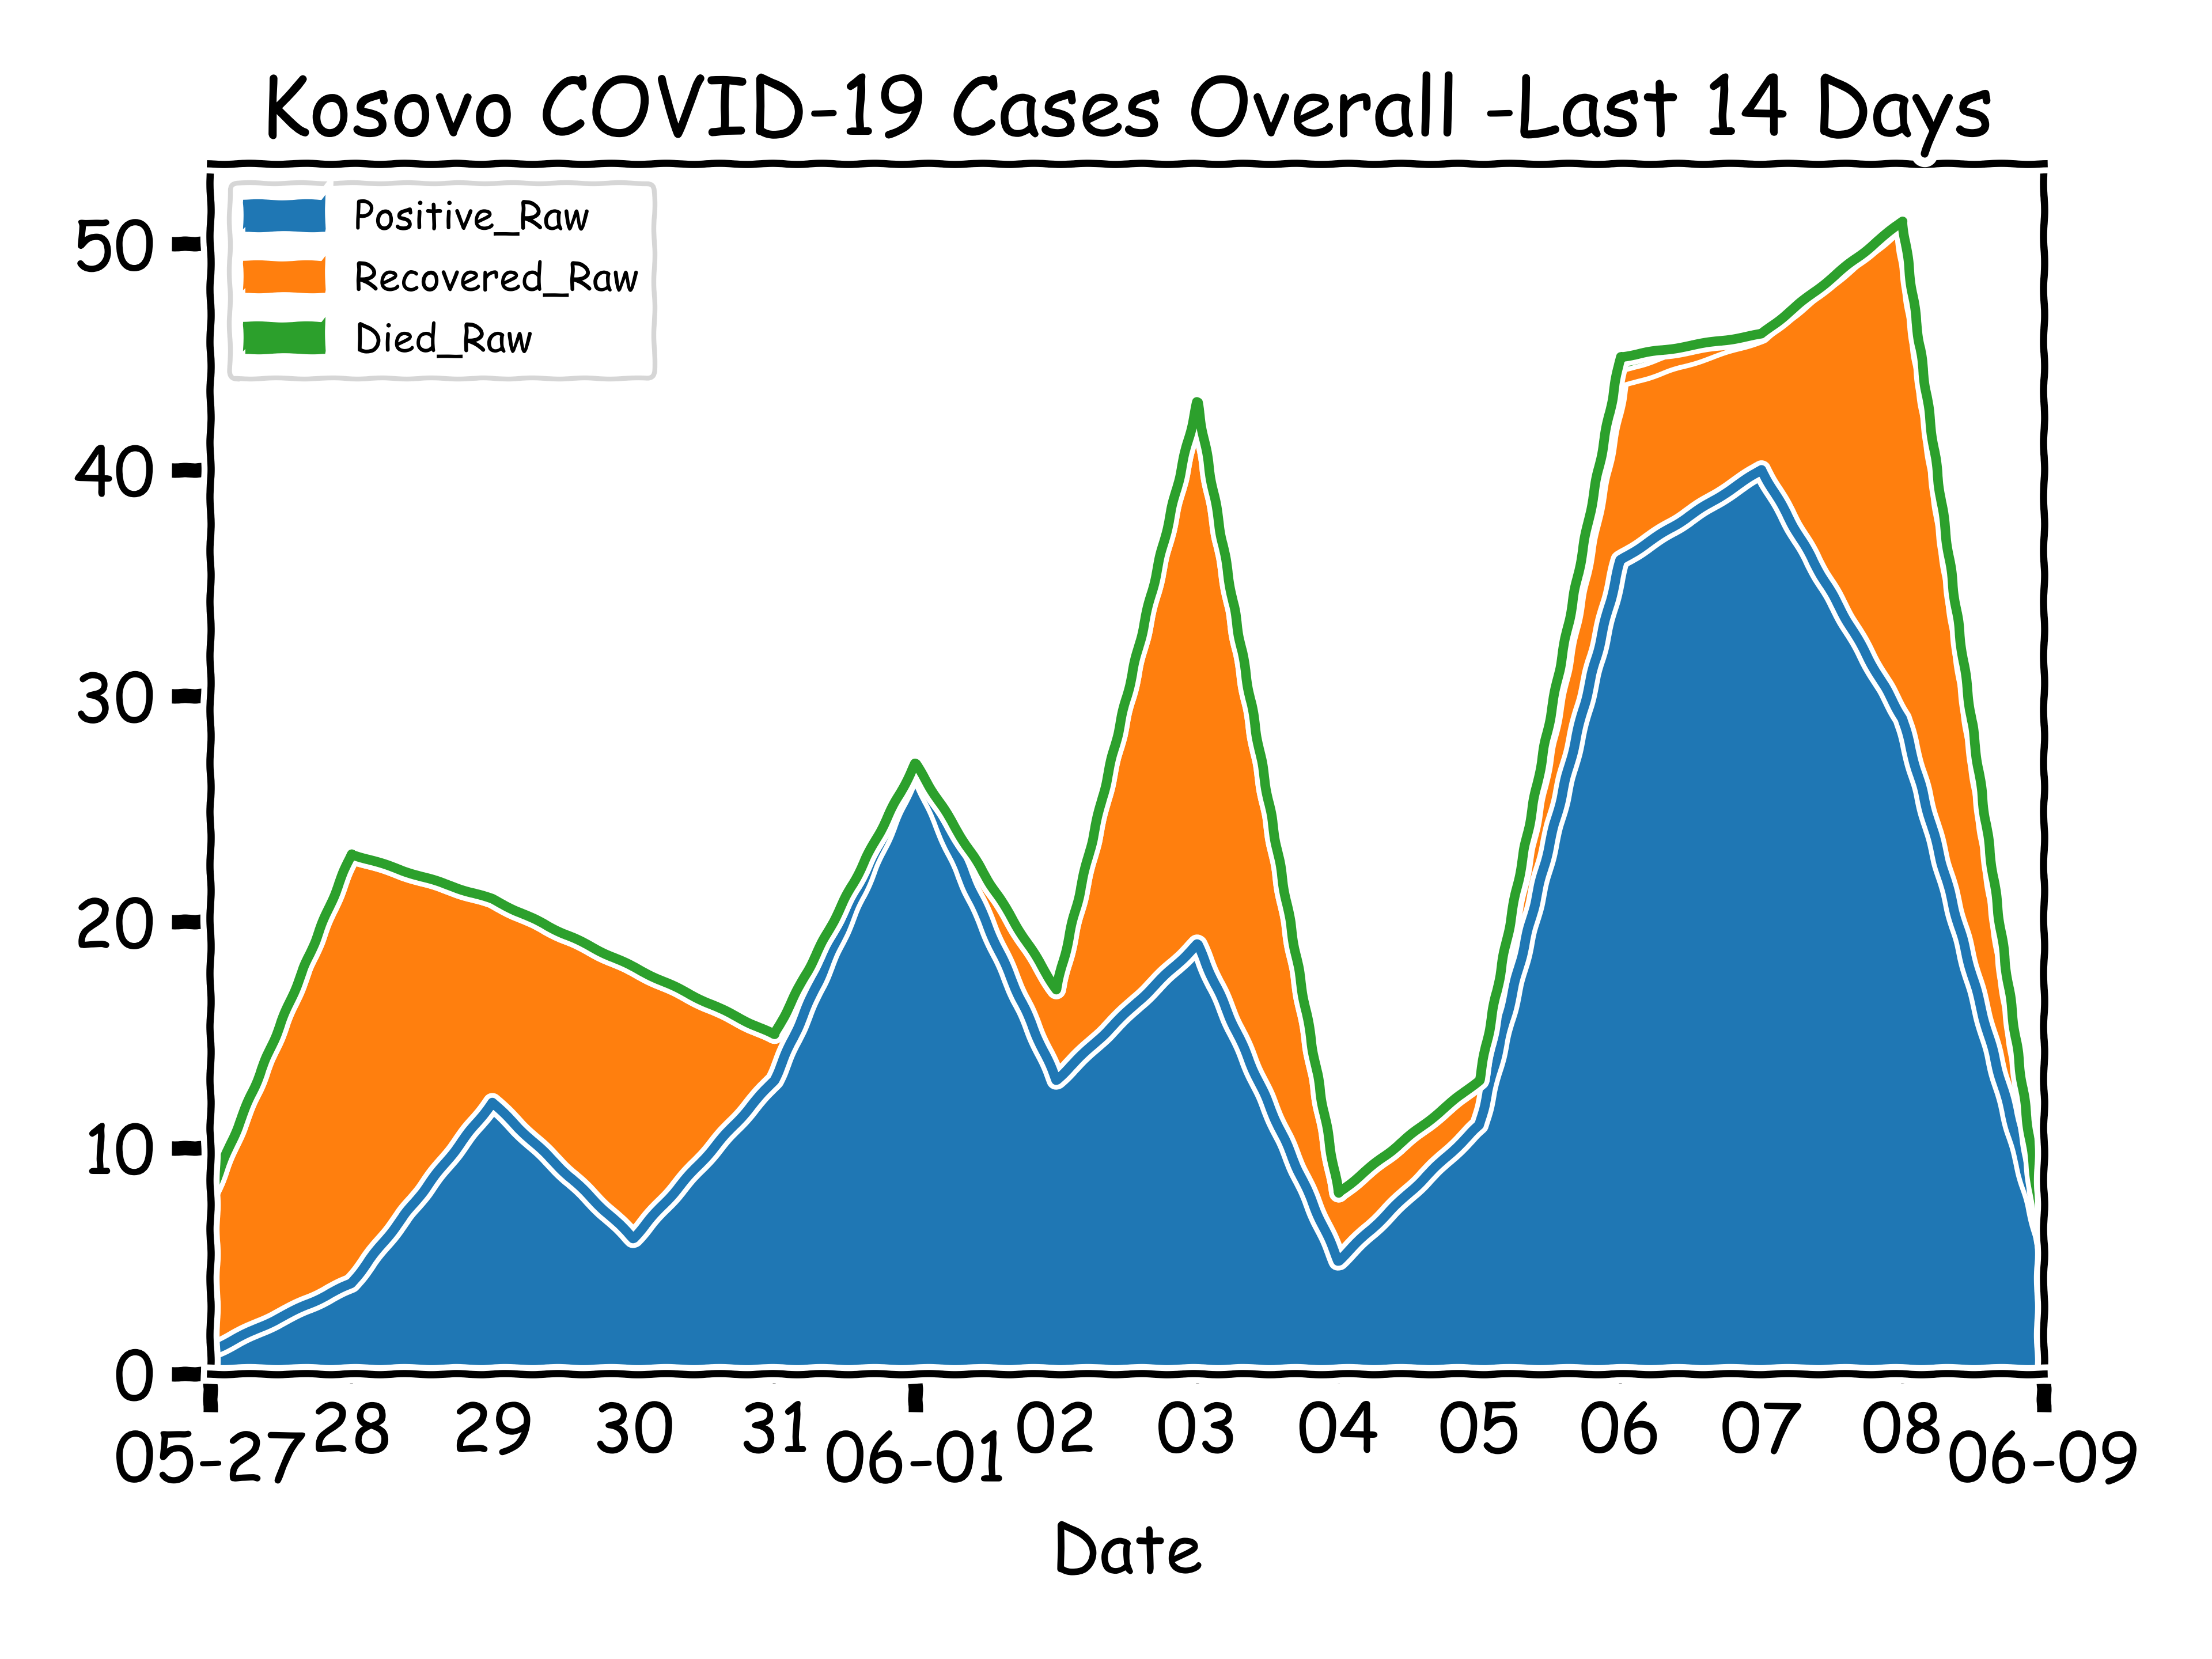 Kosovo COVID-19 Cases Overall -Last 14 Days
Positive_Raw
Recovered_Raw
Died_Raw
50
40
30
20
10
0
05-27 28 29 30 31 06-01 02 03 04 05 06 07 08 06-09
Date